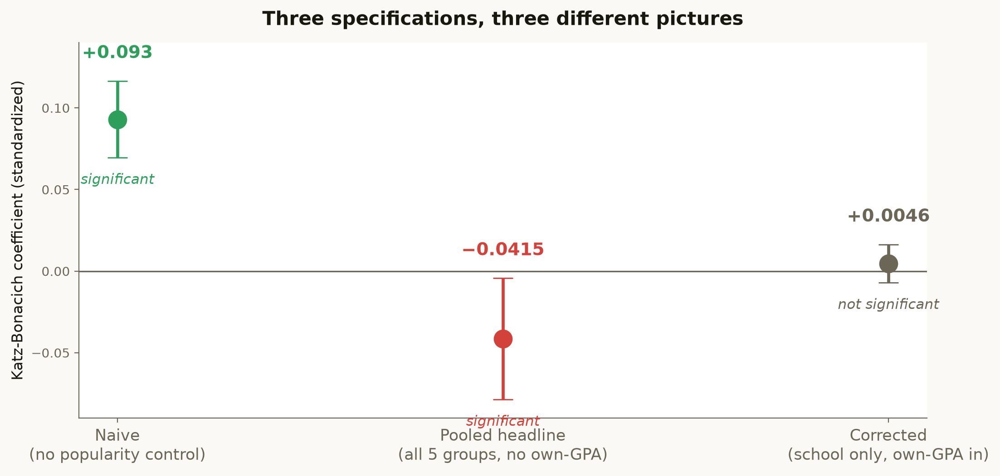 Three specifications, three different pictures
Katz-Bonacich coefficient (standardized)
0.10
0.05
0.00
−0.05
+0.093
significant
−0.0415
significant
+0.0046
not significant
Naive
(no popularity control)
Pooled headline
(all 5 groups, no own-GPA)
Corrected
(school only, own-GPA in)